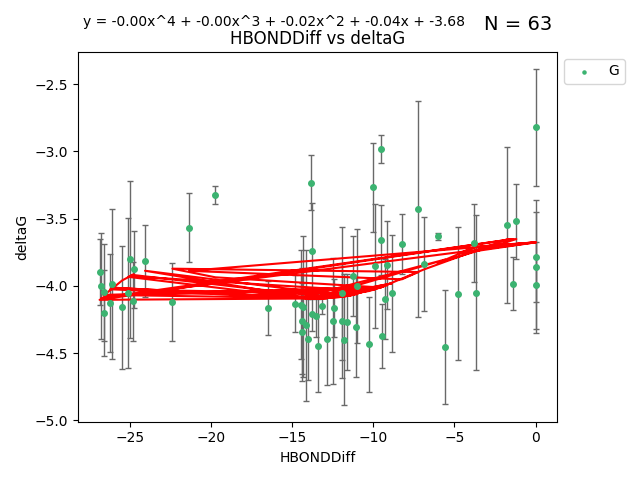 y = -0.00x^4 + -0.00x^3 + -0.02x^2 + -0.04x + -3.68
N = 63
HBONDDiff vs deltaG
G
deltaG
−2.5
−3.0
−3.5
−4.0
−4.5
−5.0
−25 −20 −15 −10 −5 0
HBONDDiff